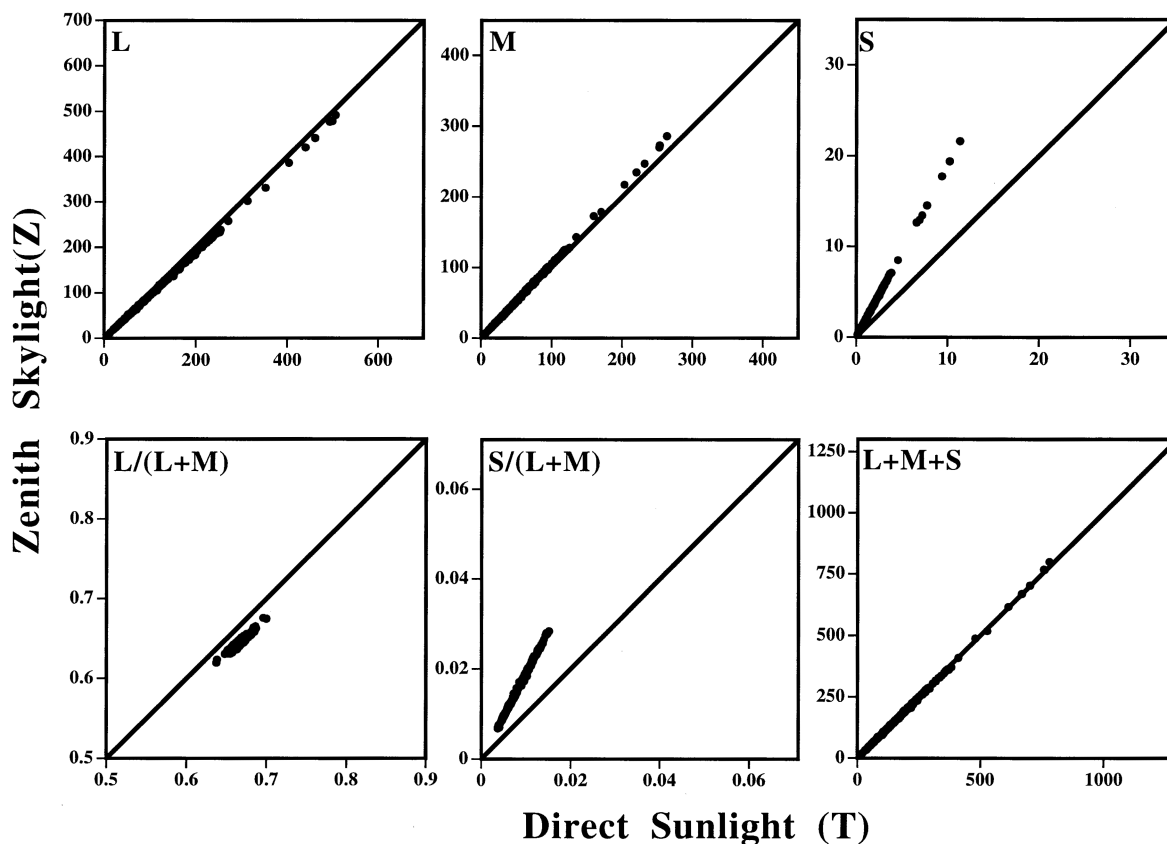 Zenith Skylight(Z)
L
700
600
500
400
300
200
100
0
0 200 400 600
M
400
300
200
100
0
0 100 200 300 400
S
30
20
10
0
0 10 20 30
L/(L+M)
0.9
0.8
0.7
0.6
0.5
0.5 0.6 0.7 0.8 0.9
S/(L+M)
0.06
0.04
0.02
0
0 0.02 0.04 0.06
L+M+S
1250
1000
750
500
250
0
0 500 1000
Direct Sunlight (T)